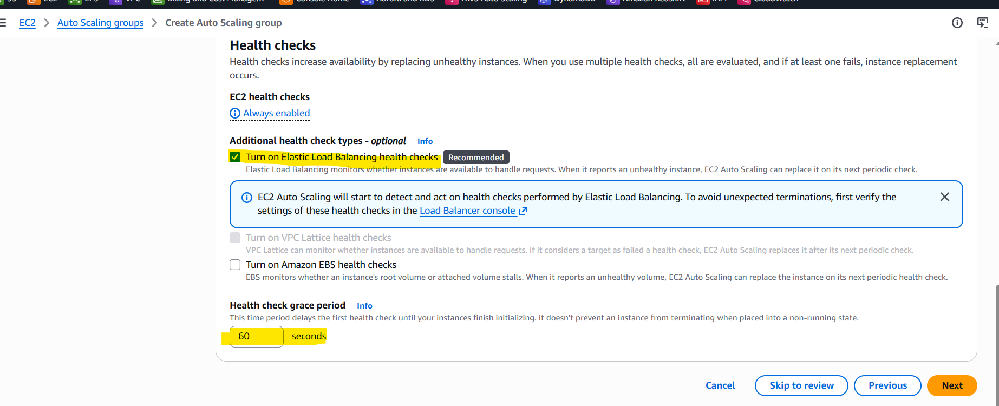 EC2
Auto Scaling groups
Create Auto Scaling group
Health checks
Health checks increase availability by replacing unhealthy instances. When you use multiple health checks, all are evaluated, and if at least one fails, instance replacement
occurs.
EC2 health checks
Always enabled
Additional health check types - optional Info
Turn on Elastic Load Balancing health checks Recommended
Elastic Load Balancing monitors whether instances are available to handle requests. When it reports an unhealthy instance, EC2 Auto Scaling can replace it on its next periodic check.
EC2 Auto Scaling will start to detect and act on health checks performed by Elastic Load Balancing. To avoid unexpected terminations, first verify the
settings of these health checks in the Load Balancer console
Turn on VPC Lattice health checks
VPC Lattice can monitor whether instances are available to handle requests. If it considers a target as failed a health check, EC2 Auto Scaling replaces it after its next periodic check.
Turn on Amazon EBS health checks
EBS monitors whether an instance's root volume or attached volume stalls. When it reports an unhealthy volume, EC2 Auto Scaling can replace the instance on its next periodic health check.
Health check grace period Info
This time period delays the first health check until your instances finish initializing. It doesn't prevent an instance from terminating when placed into a non-running state.
60 seconds
Cancel Skip to review Previous Next